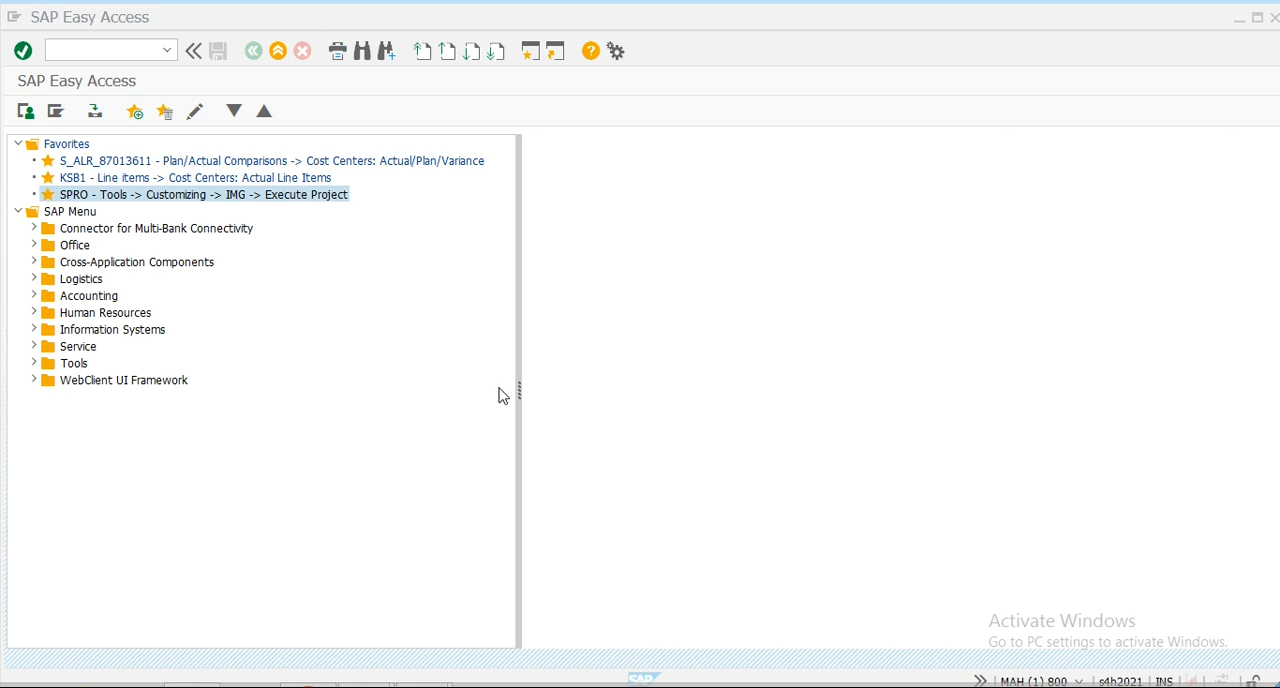 SAP Easy Access
SAP Easy Access
Favorites
S_ALR_87013611 - Plan/Actual Comparisons -> Cost Centers: Actual/Plan/Variance
KSB1 - Line items -> Cost Centers: Actual Line Items
SPRO - Tools -> Customizing -> IMG -> Execute Project
SAP Menu
Connector for Multi-Bank Connectivity
Office
Cross-Application Components
Logistics
Accounting
Human Resources
Information Systems
Service
Tools
WebClient UI Framework
Activate Windows
Go to PC settings to activate Windows.
SAP
MAH (1) 800
s4h2021
INS